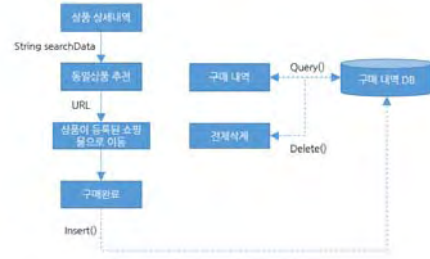 상품 상세내역
String searchData
동일상품 추천
URL
상품이 등록된 쇼핑
몰으로 이동
구매완료
Insert()
구매 내역
Query()
구매 내역 DB
전체삭제
Delete()